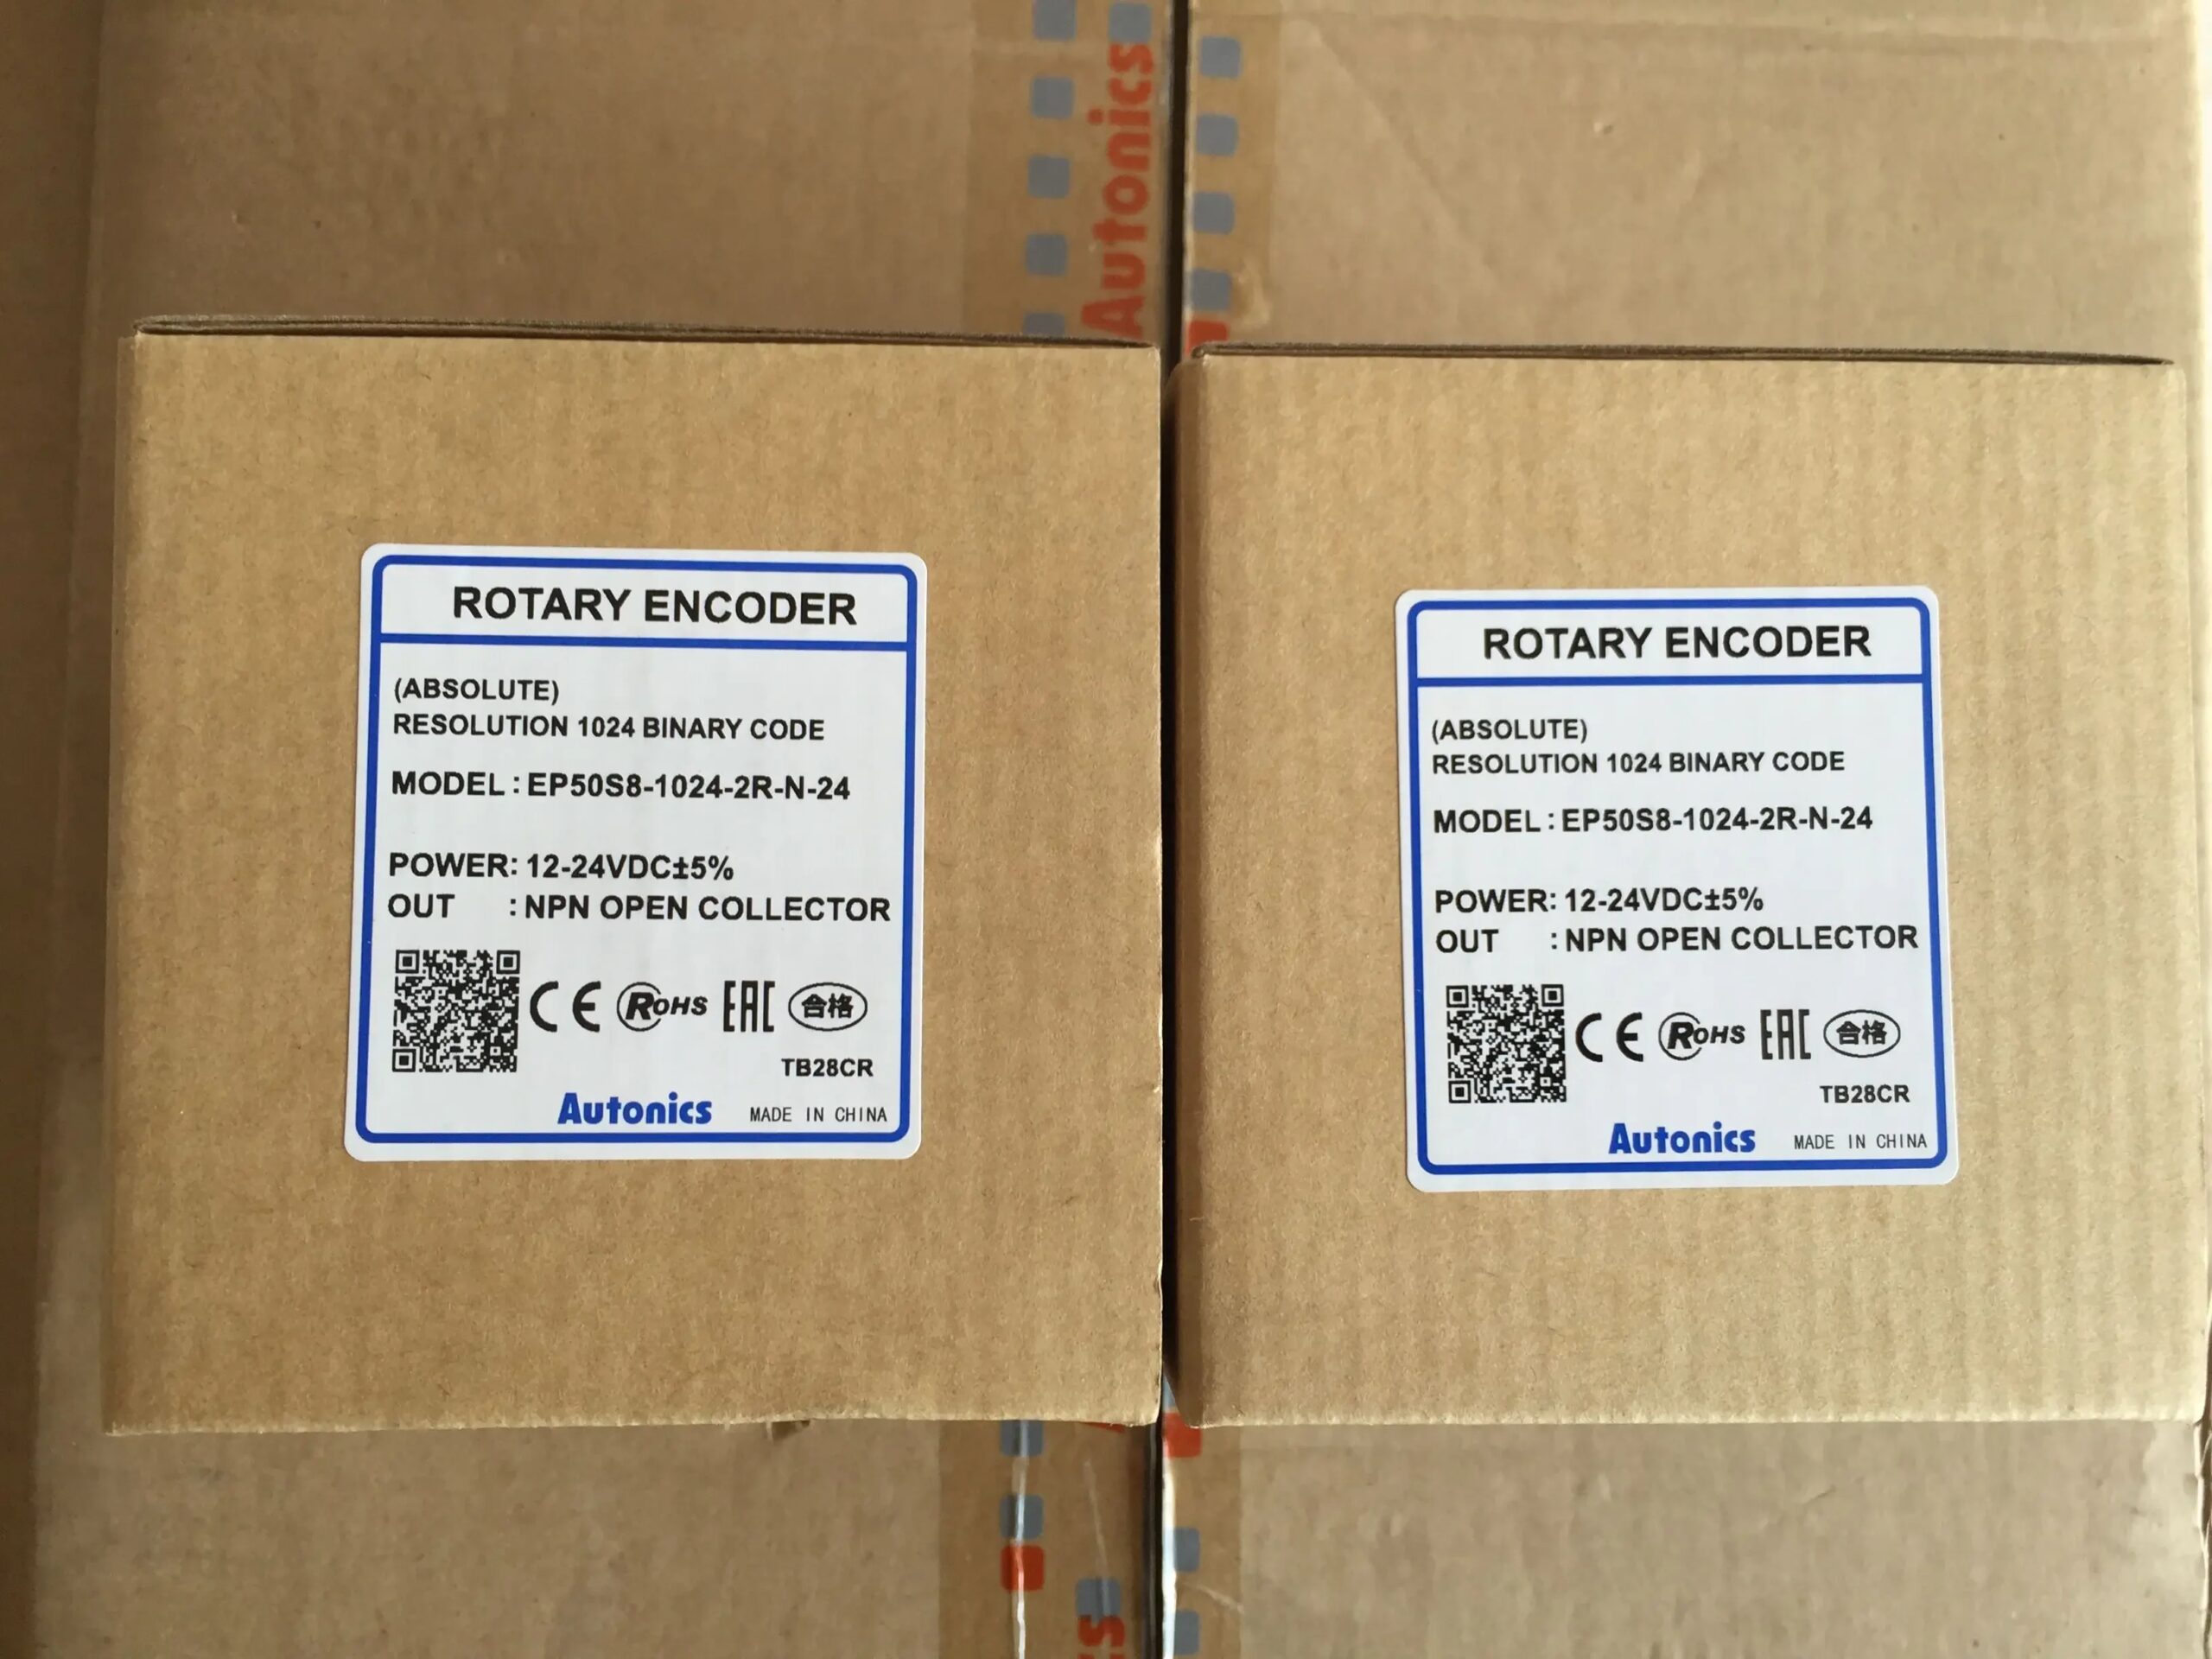 Autonics
ROTARY ENCODER
(ABSOLUTE)
RESOLUTION 1024 BINARY CODE
MODEL : EP50S8-1024-2R-N-24
POWER: 12-24VDC±5%
OUT : NPN OPEN COLLECTOR
CE RoHS EAC 合格
TB28CR
Autonics MADE IN CHINA
ROTARY ENCODER
(ABSOLUTE)
RESOLUTION 1024 BINARY CODE
MODEL : EP50S8-1024-2R-N-24
POWER: 12-24VDC±5%
OUT : NPN OPEN COLLECTOR
CE RoHS EAC 合格
TB28CR
Autonics MADE IN CHINA
s